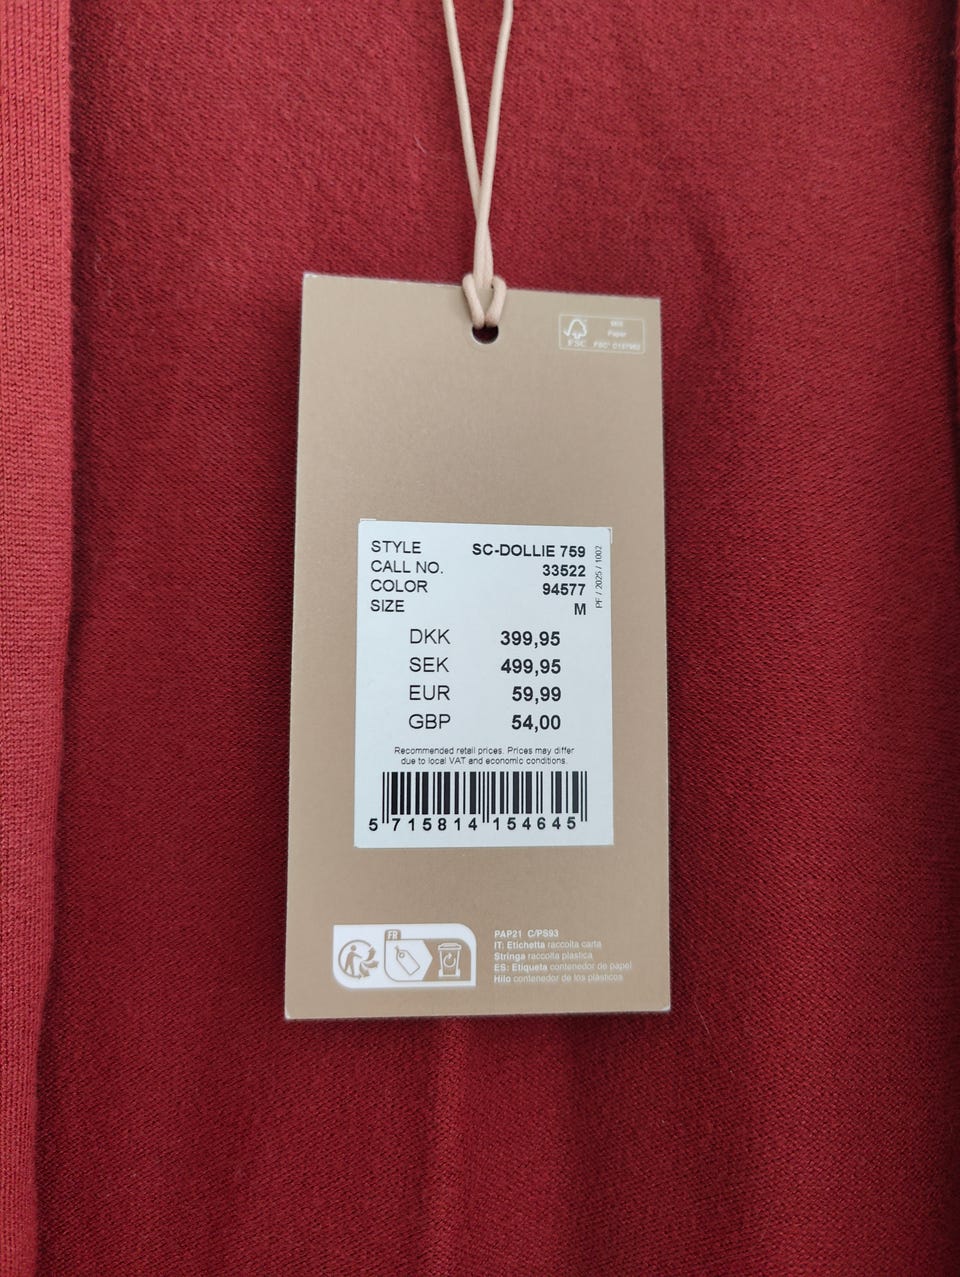 FSC
MIX
Paper
FSC®
STYLE SC-DOLLIE 759
CALL NO. 33522
COLOR 94577
SIZE M
PF / 2025 / 1002
DKK 399,95
SEK 499,95
EUR 59,99
GBP 54,00
Recommended retail prices. Prices may differ
due to local VAT and economic conditions.
5 715814 154645
FR
PAP21 C/PS93
IT: Etichetta raccolta carta
Stringa raccolta plastica
ES: Etiqueta contenedor de papel
Hilo contenedor de los plásticos